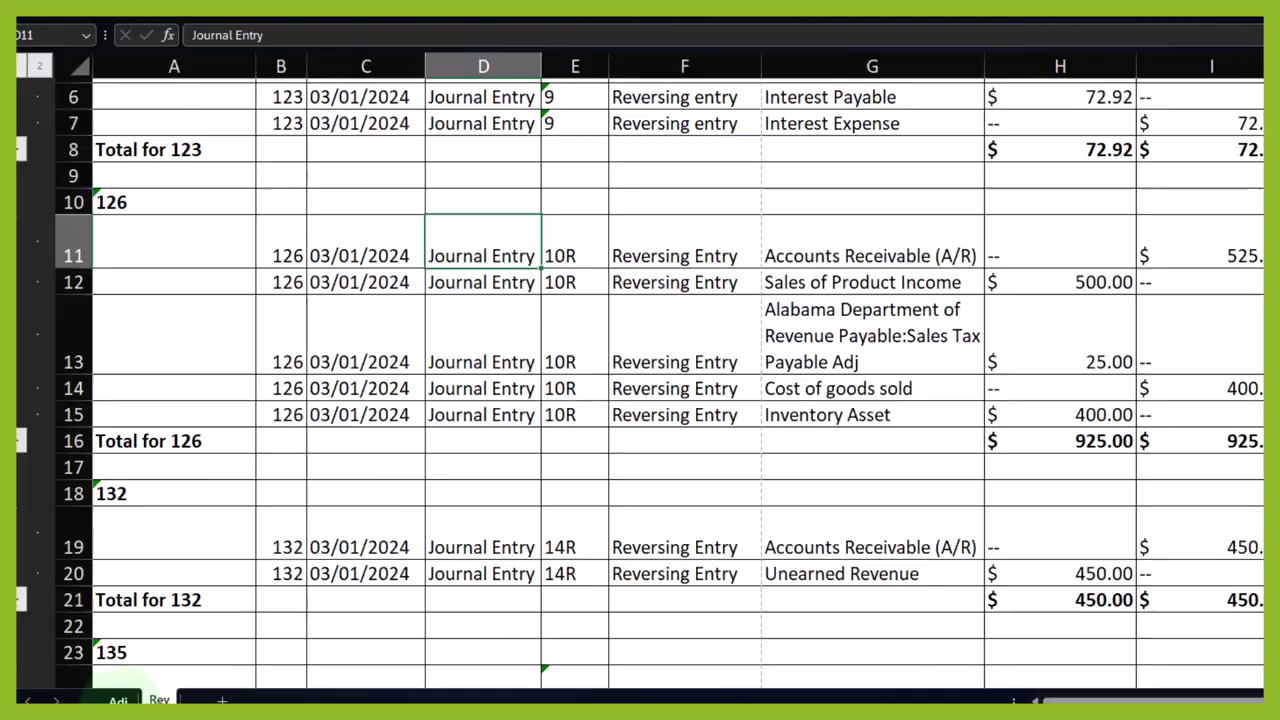 D11 Journal Entry
2 A B C D E F G H I
6 123 03/01/2024 Journal Entry 9 Reversing entry Interest Payable $ 72.92 --
7 123 03/01/2024 Journal Entry 9 Reversing entry Interest Expense -- $ 72.
8 Total for 123 $ 72.92 $ 72.
9
10 126
11 126 03/01/2024 Journal Entry 10R Reversing Entry Accounts Receivable (A/R) -- $ 525.
12 126 03/01/2024 Journal Entry 10R Reversing Entry Sales of Product Income $ 500.00 --
Alabama Department of
Revenue Payable:Sales Tax
13 126 03/01/2024 Journal Entry 10R Reversing Entry Payable Adj $ 25.00 --
14 126 03/01/2024 Journal Entry 10R Reversing Entry Cost of goods sold -- $ 400.
15 126 03/01/2024 Journal Entry 10R Reversing Entry Inventory Asset $ 400.00 --
16 Total for 126 $ 925.00 $ 925.
17
18 132
19 132 03/01/2024 Journal Entry 14R Reversing Entry Accounts Receivable (A/R) -- $ 450.
20 132 03/01/2024 Journal Entry 14R Reversing Entry Unearned Revenue $ 450.00 --
21 Total for 132 $ 450.00 $ 450.
22
23 135
Adj Rev